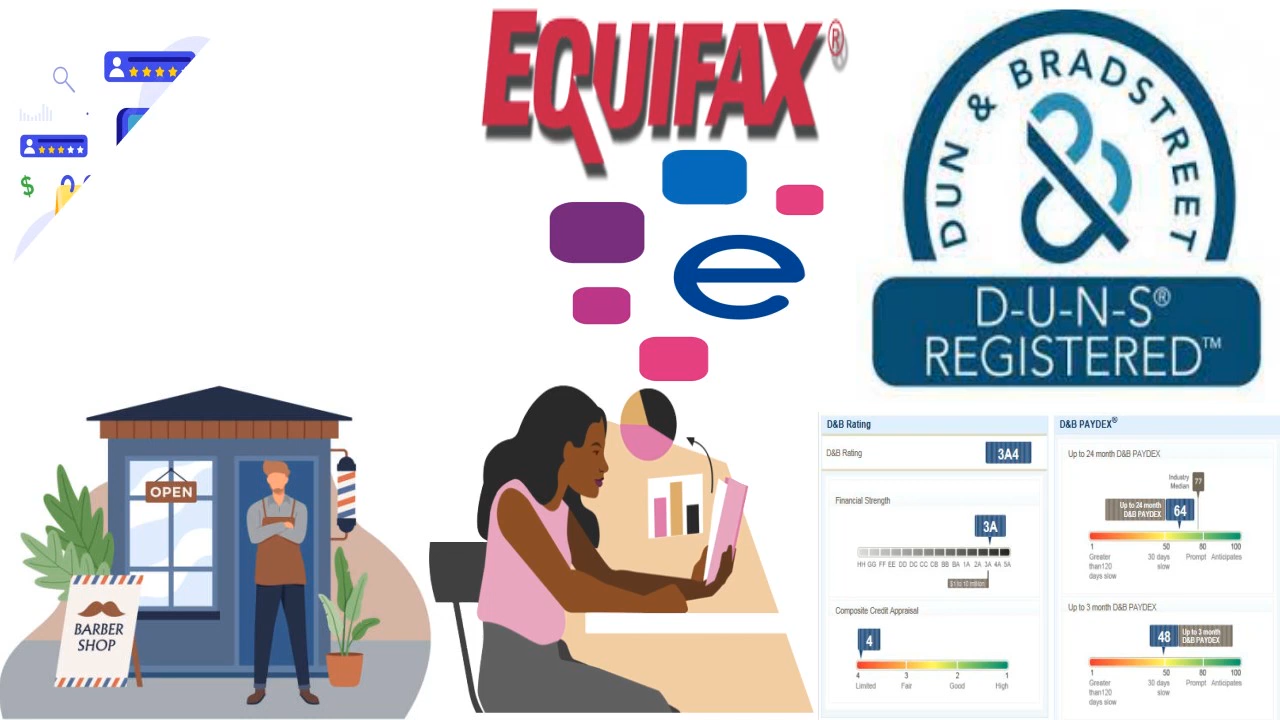 EQUIFAX®
DUN & BRADSTREET
D-U-N-S®
REGISTERED™
e
OPEN
BARBER
SHOP
D&B Rating
D&B Rating
3A4
Financial Strength
3A
HH GG FF EE DD DC CC CB BB BA 1A 2A 3A 4A 5A
$1 to 10 million
Composite Credit Appraisal
4
4 3 2 1
Limited Fair Good High
D&B PAYDEX®
Up to 24 month D&B PAYDEX
Industry
Median
77
Up to 24 month
D&B PAYDEX
64
1 50 80 100
Greater 30 days Prompt Anticipates
than120 slow
days slow
Up to 3 month D&B PAYDEX
48
Up to 3 month
D&B PAYDEX
1 50 80 100
Greater 30 days Prompt Anticipates
than120 slow
days slow